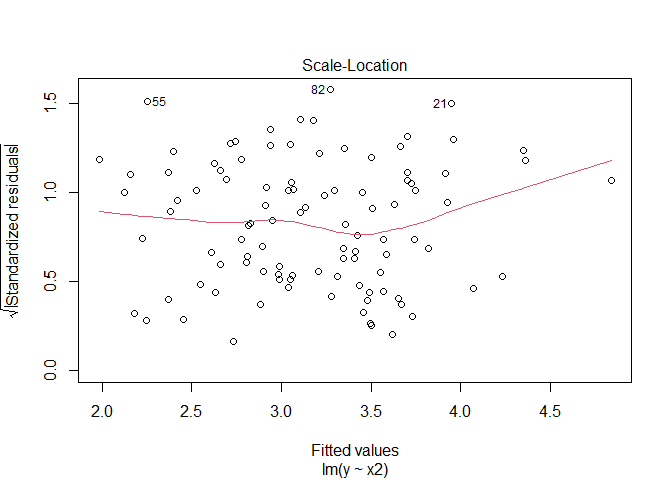 Scale-Location
√|Standardized residuals|
0.0 0.5 1.0 1.5
55
82
21
2.0 2.5 3.0 3.5 4.0 4.5
Fitted values
lm(y ~ x2)